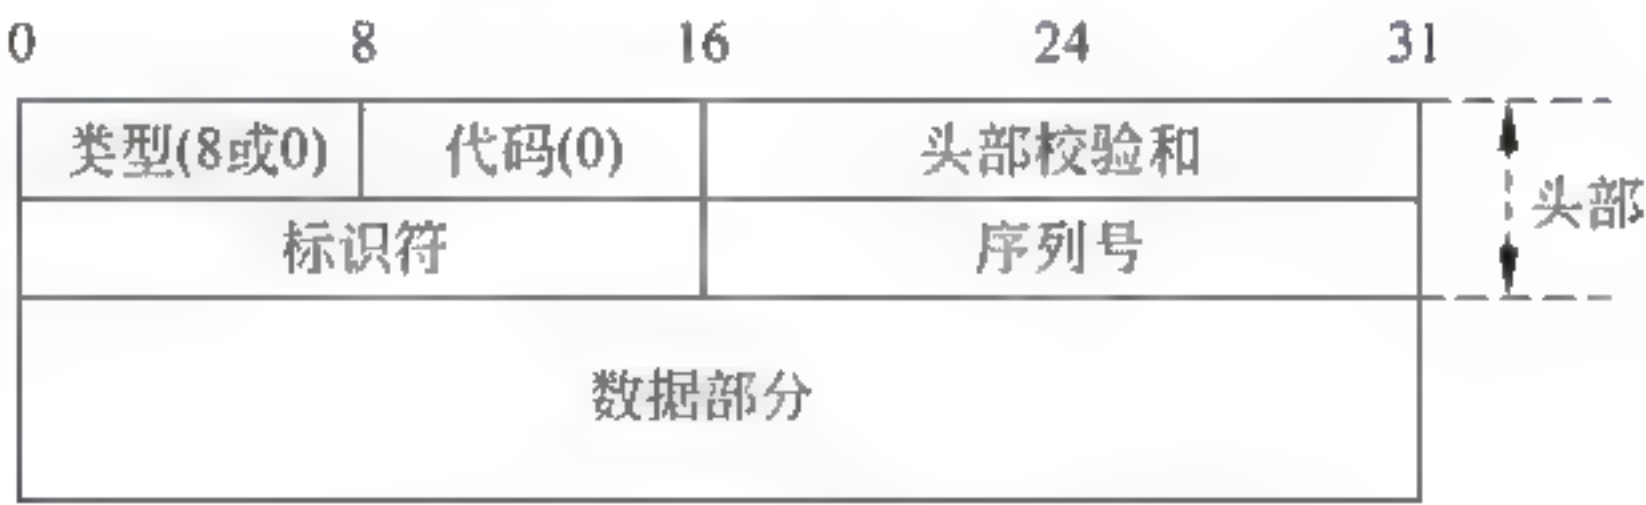 0 8 16 24 31
类型(8或0) 代码(0) 头部校验和
头部
标识符 序列号
数据部分